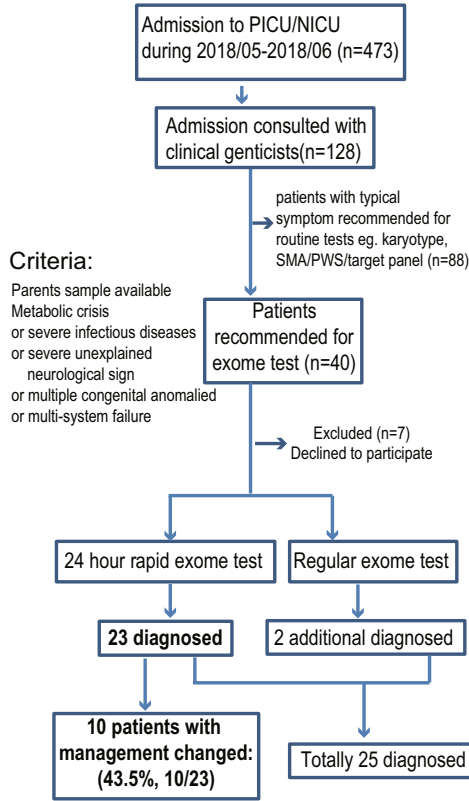 Admission to PICU/NICU
during 2018/05-2018/06 (n=473)
Admission consulted with
clinical genticists(n=128)
patients with typical
symptom recommended for
routine tests eg. karyotype,
SMA/PWS/target panel (n=88)
Criteria:
Parents sample available
Metabolic crisis
or severe infectious diseases
or severe unexplained
neurological sign
or multiple congenital anomalied
or multi-system failure
Patients
recommended for
exome test (n=40)
Excluded (n=7)
Declined to participate
24 hour rapid exome test
Regular exome test
23 diagnosed
2 additional diagnosed
10 patients with
management changed:
(43.5%, 10/23)
Totally 25 diagnosed